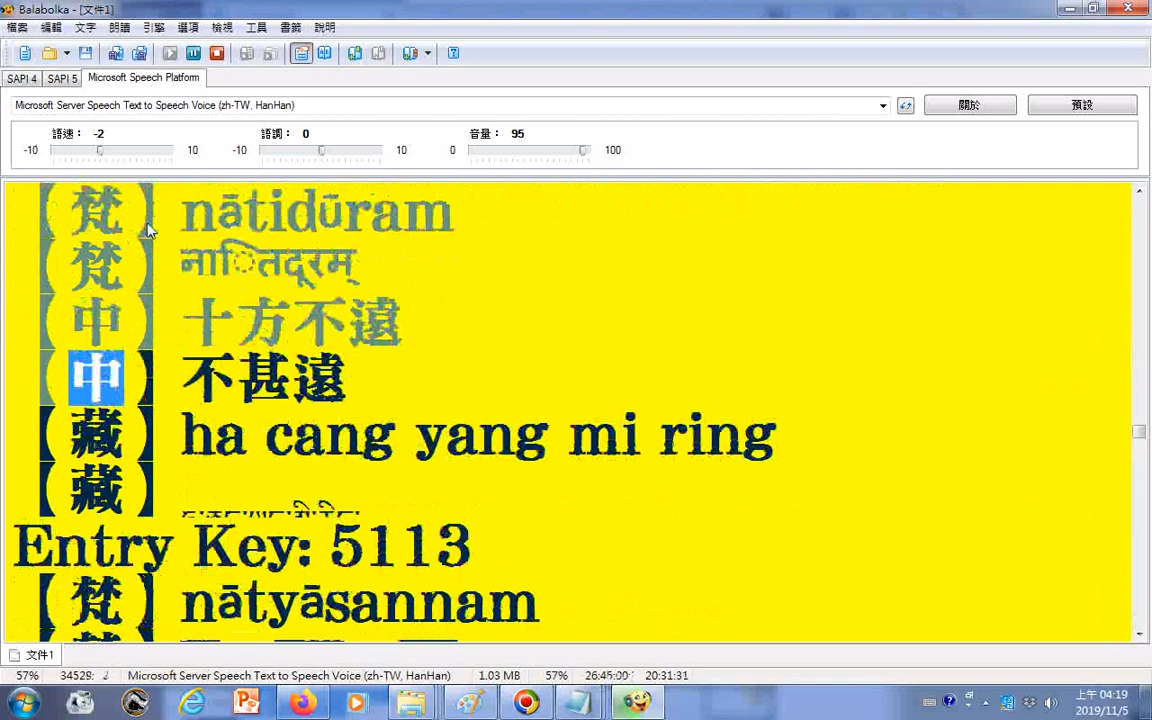 Balabolka - [文件1]
檔案 編輯 文字 朗讀 引擎 選項 檢視 工具 書籤 說明
SAPI 4 SAPI 5 Microsoft Speech Platform
Microsoft Server Speech Text to Speech Voice (zh-TW, HanHan) 關於 預設
語速： -2 語調： 0 音量： 95
-10 10 -10 10 0 100
【梵】 nātidūram
【梵】 नाितदूरम्
【中】 十方不遠
【中】 不甚遠
【藏】 ha cang yang mi ring
【藏】
Entry Key: 5113
【梵】 nātyāsannam
文件1
57% Microsoft Server Speech Text to Speech Voice (zh-TW, HanHan) 1.03 MB 57% 20:31:31
上午 04:19
2019/11/5